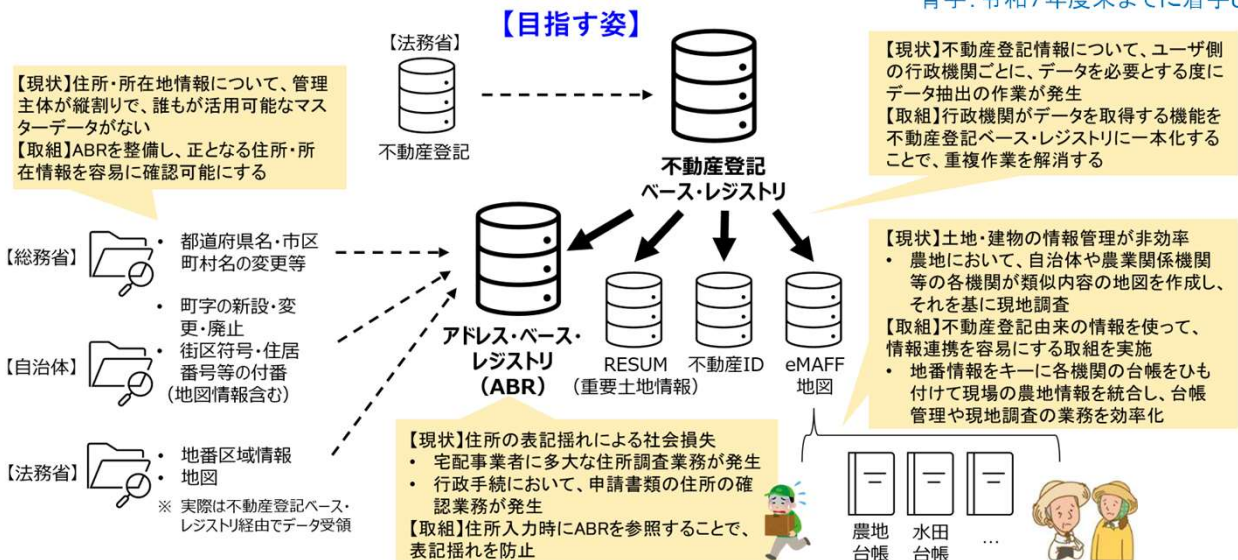 青字：令和7年度末までに着手し
【目指す姿】
【法務省】
不動産登記
不動産登記
ベース・レジストリ
【現状】住所・所在地情報について、管理
主体が縦割りで、誰もが活用可能なマス
ターデータがない
【取組】ABRを整備し、正となる住所・所
在情報を容易に確認可能にする
【現状】不動産登記情報について、ユーザ側
の行政機関ごとに、データを必要とする度に
データ抽出の作業が発生
【取組】行政機関がデータを取得する機能を
不動産登記ベース・レジストリに一本化する
ことで、重複作業を解消する
【総務省】
・ 都道府県名・市区
町村名の変更等
【自治体】
・ 町字の新設・変
更・廃止
・ 街区符号・住居
番号等の付番
（地図情報含む）
【法務省】
・ 地番区域情報
・ 地図
※ 実際は不動産登記ベース・
レジストリ経由でデータ受領
アドレス・ベース・
レジストリ
（ABR）
RESUM
（重要土地情報）
不動産ID
eMAFF
地図
【現状】土地・建物の情報管理が非効率
・ 農地において、自治体や農業関係機関
等の各機関が類似内容の地図を作成し、
それを基に現地調査
【取組】不動産登記由来の情報を使って、
情報連携を容易にする取組を実施
・ 地番情報をキーに各機関の台帳をひも
付けて現場の農地情報を統合し、台帳
管理や現地調査の業務を効率化
【現状】住所の表記揺れによる社会損失
・ 宅配事業者に多大な住所調査業務が発生
・ 行政手続において、申請書類の住所の確
認業務が発生
【取組】住所入力時にABRを参照することで、
表記揺れを防止
農地
台帳
水田
台帳
…